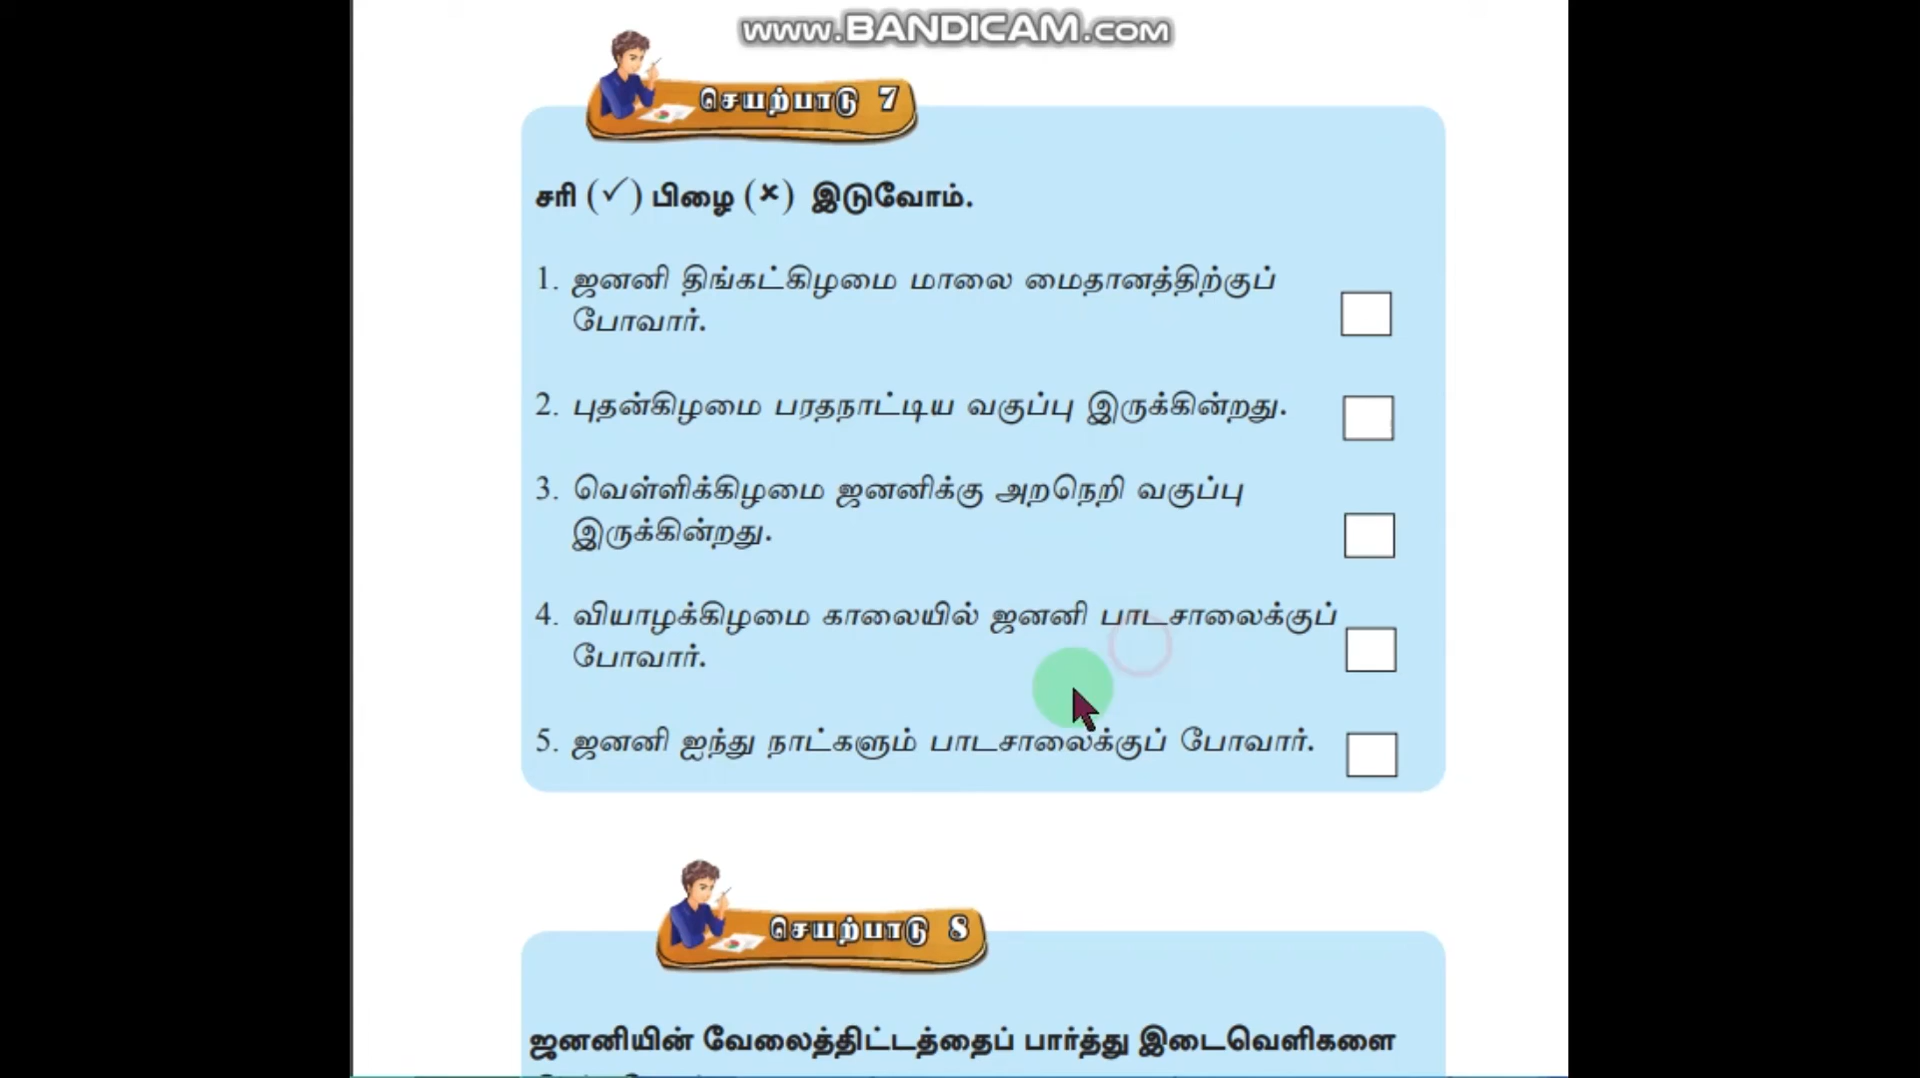 www.BANDICAM.com
செயற்பாடு 7
சரி (✓) பிழை (✗) இடுவோம்.
1. ஜனனி திங்கட்கிழமை மாலை மைதானத்திற்குப்
போவார்.
2. புதன்கிழமை பரதநாட்டிய வகுப்பு இருக்கின்றது.
3. வெள்ளிக்கிழமை ஜனனிக்கு அறநெறி வகுப்பு
இருக்கின்றது.
4. வியாழக்கிழமை காலையில் ஜனனி பாடசாலைக்குப்
போவார்.
5. ஜனனி ஐந்து நாட்களும் பாடசாலைக்குப் போவார்.
செயற்பாடு 8
ஜனனியின் வேலைத்திட்டத்தைப் பார்த்து இடைவெளிகளை